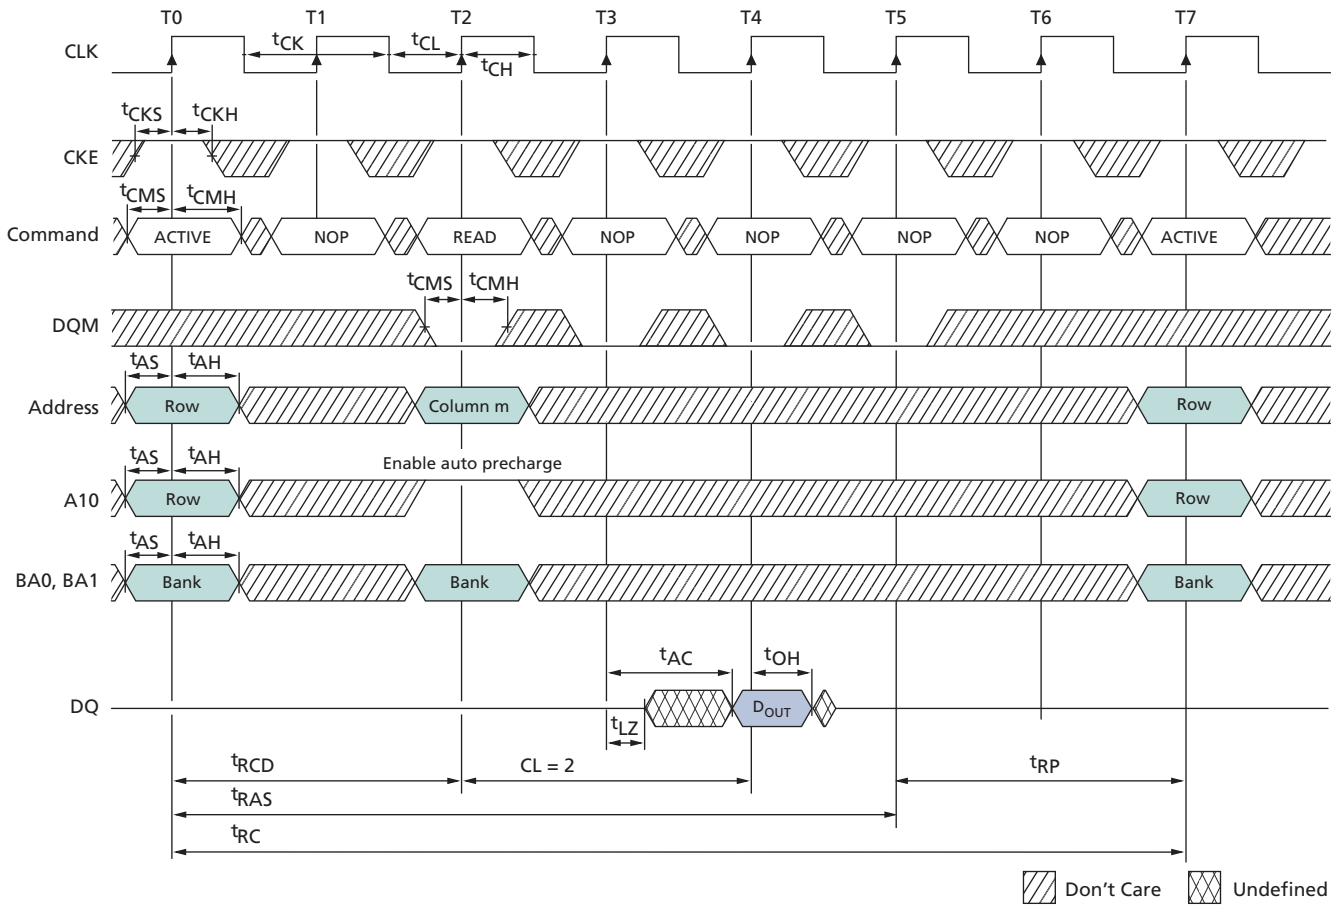 T0 T1 T2 T3 T4 T5 T6 T7
CLK
tCK tCL
tCH
tCKS tCKH
CKE
tCMS tCMH
Command ACTIVE NOP READ NOP NOP NOP NOP ACTIVE
tCMS tCMH
DQM
tAS tAH
Address Row Column m Row
tAS tAH
Enable auto precharge
A10 Row Row
tAS tAH
BA0, BA1 Bank Bank Bank
tAC tOH
DQ DOUT
tLZ
tRCD CL = 2 tRP
tRAS
tRC
Don't Care Undefined